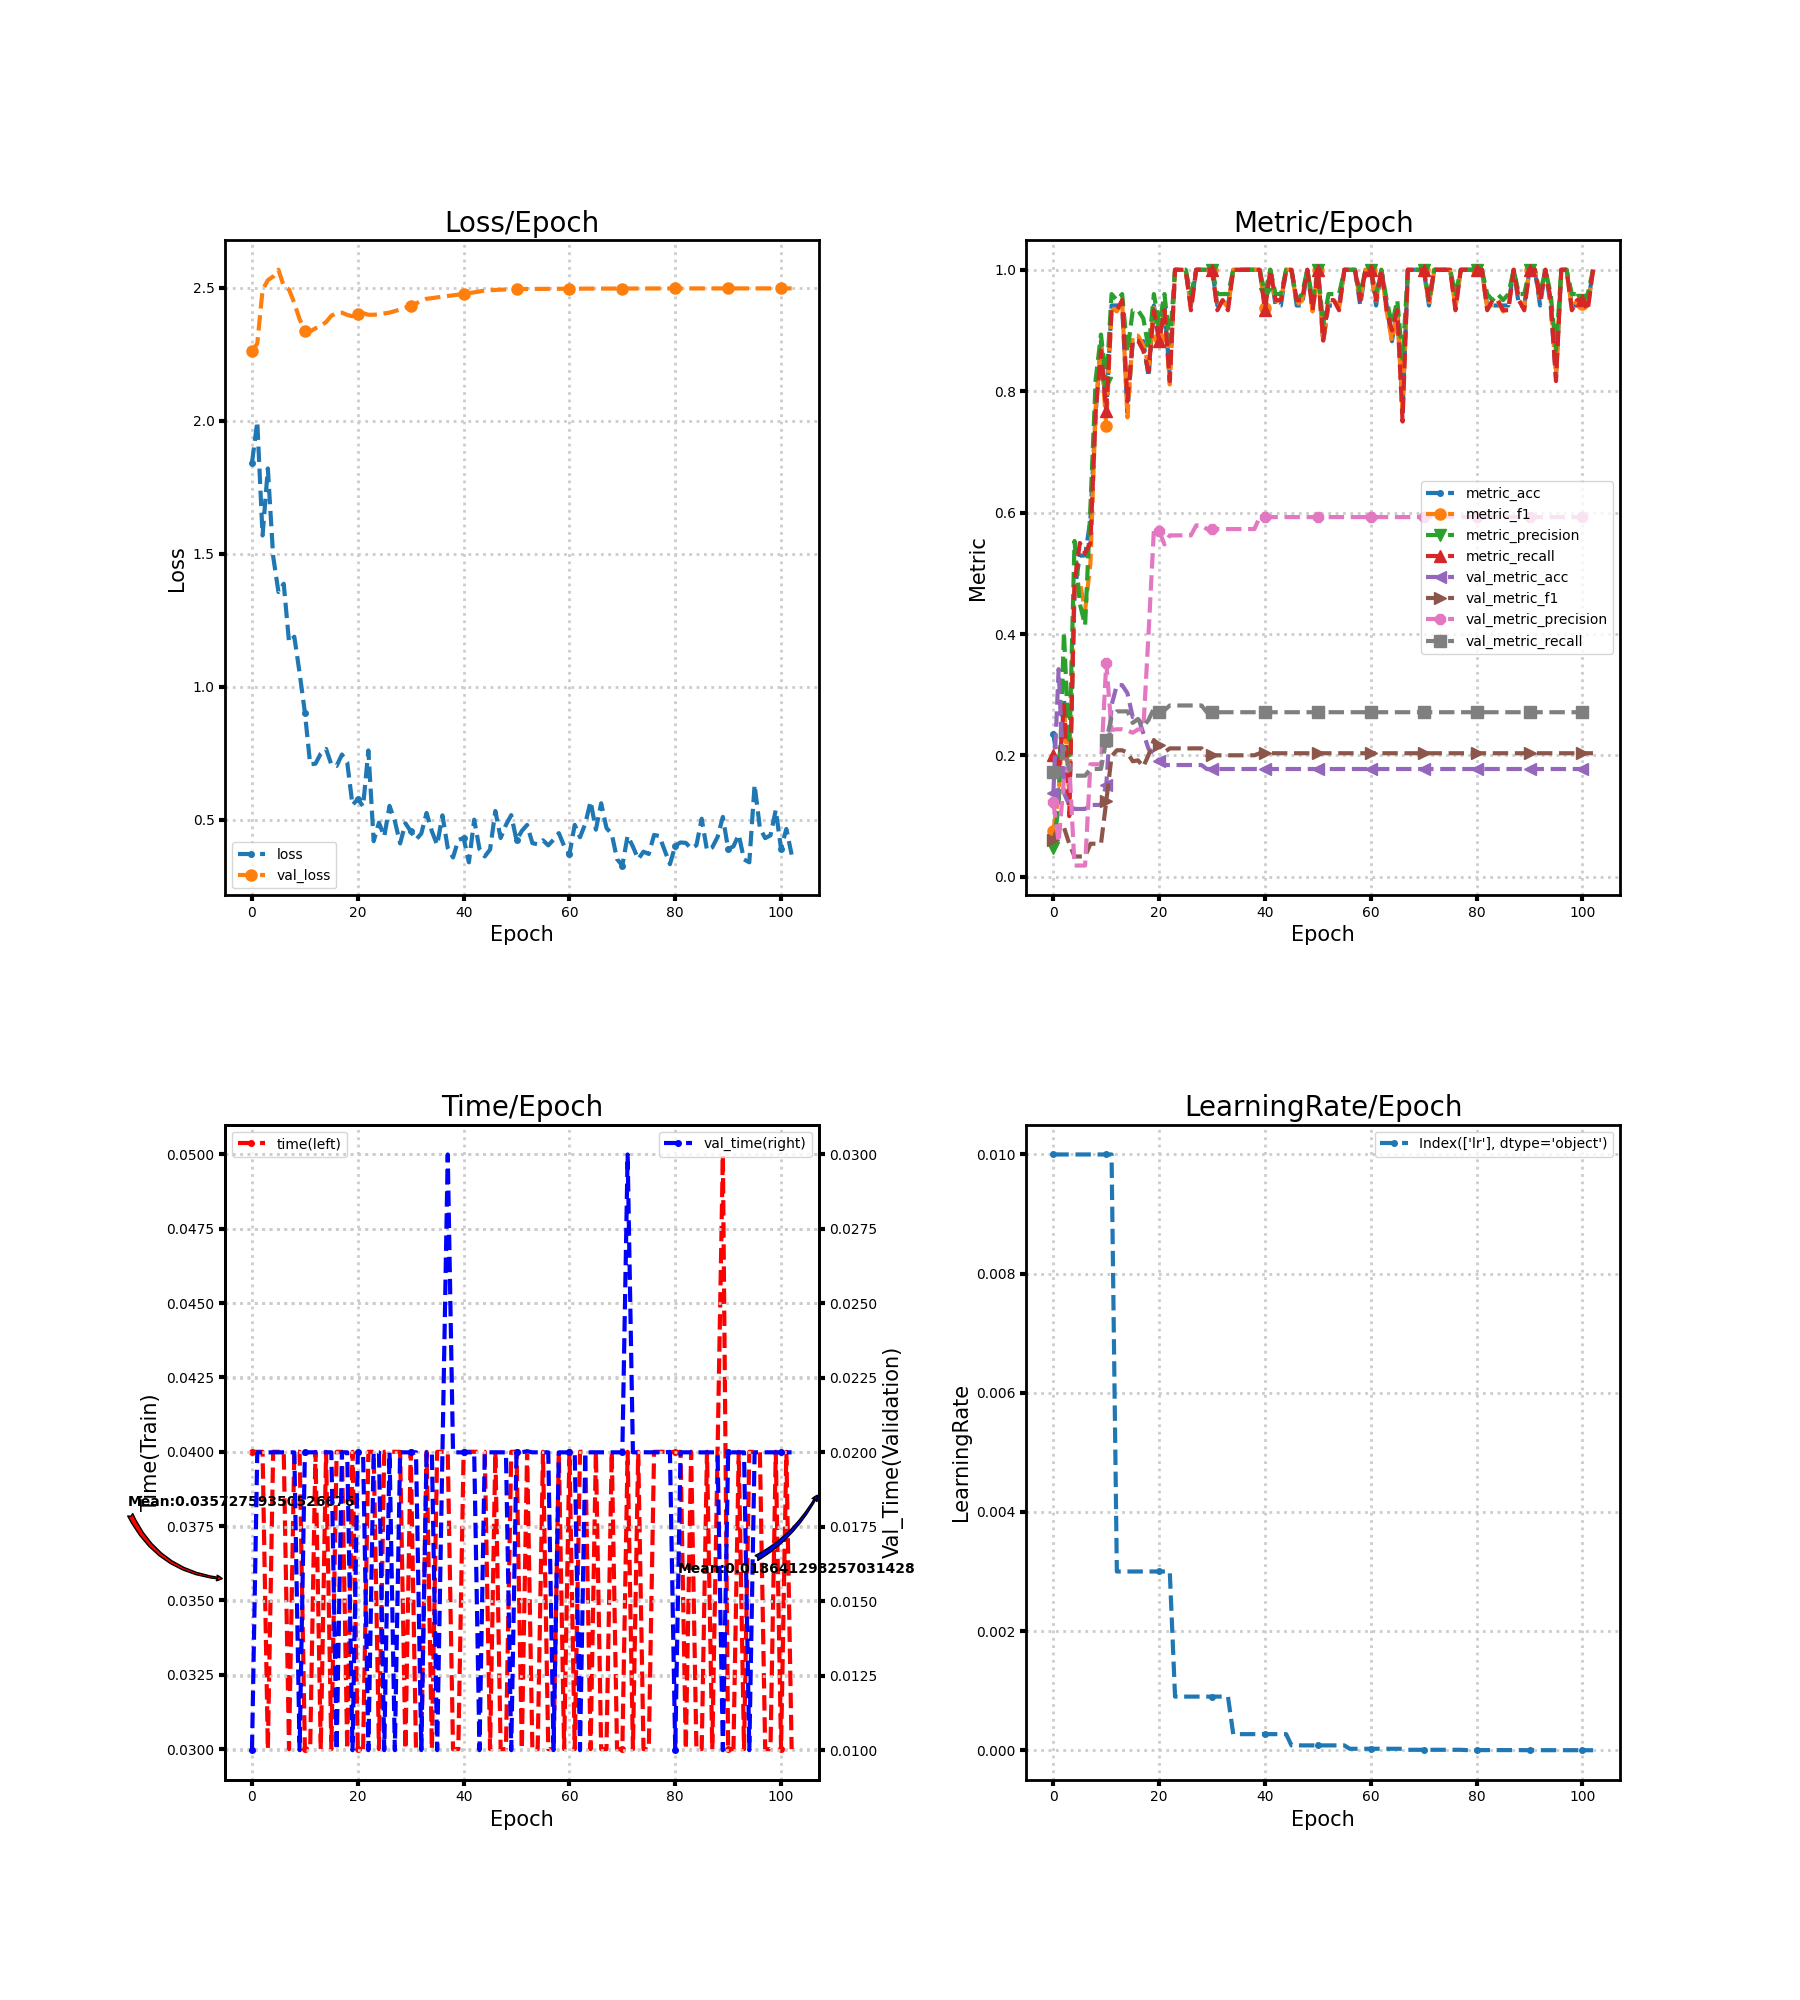 Loss/Epoch
2.5
2.0
1.5
1.0
0.5
Loss
loss
val_loss
0 20 40 60 80 100
Epoch
Metric/Epoch
1.0
0.8
0.6
0.4
0.2
0.0
Metric
metric_acc
metric_f1
metric_precision
metric_recall
val_metric_acc
val_metric_f1
val_metric_precision
val_metric_recall
0 20 40 60 80 100
Epoch
Time/Epoch
time(left)
val_time(right)
0.0500
0.0475
0.0450
0.0425
0.0400
0.0375
0.0350
0.0325
0.0300
Time(Train)
0.0300
0.0275
0.0250
0.0225
0.0200
0.0175
0.0150
0.0125
0.0100
Val_Time(Validation)
0 20 40 60 80 100
Epoch
LearningRate/Epoch
Index(['lr'], dtype='object')
0.010
0.008
0.006
0.004
0.002
0.000
LearningRate
0 20 40 60 80 100
Epoch